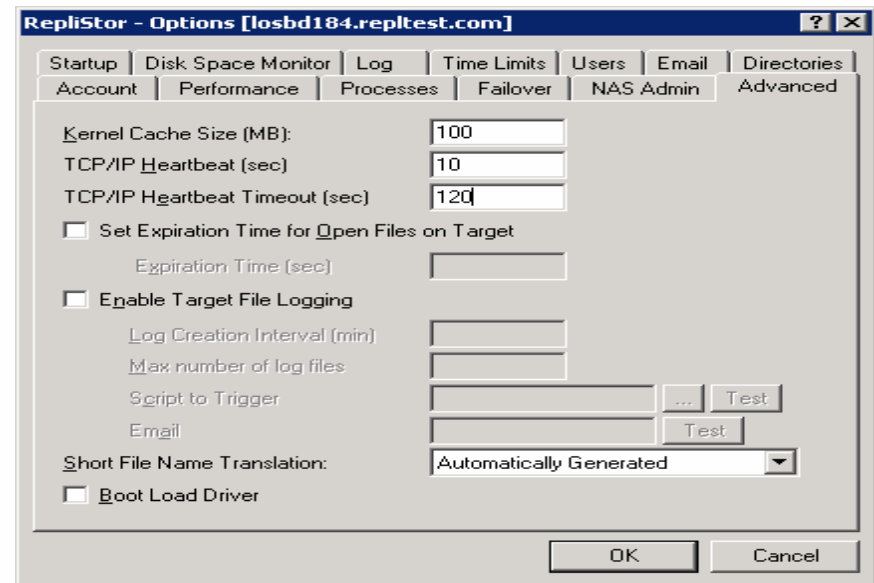 RepliStor - Options [losbd184.repltest.com]
Startup Disk Space Monitor Log Time Limits Users Email Directories
Account Performance Processes Failover NAS Admin Advanced
Kernel Cache Size (MB): 100
TCP/IP Heartbeat (sec) 10
TCP/IP Heartbeat Timeout (sec) 120
Set Expiration Time for Open Files on Target
Expiration Time (sec)
Enable Target File Logging
Log Creation Interval (min)
Max number of log files
Script to Trigger ... Test
Email Test
Short File Name Translation: Automatically Generated
Boot Load Driver
OK Cancel